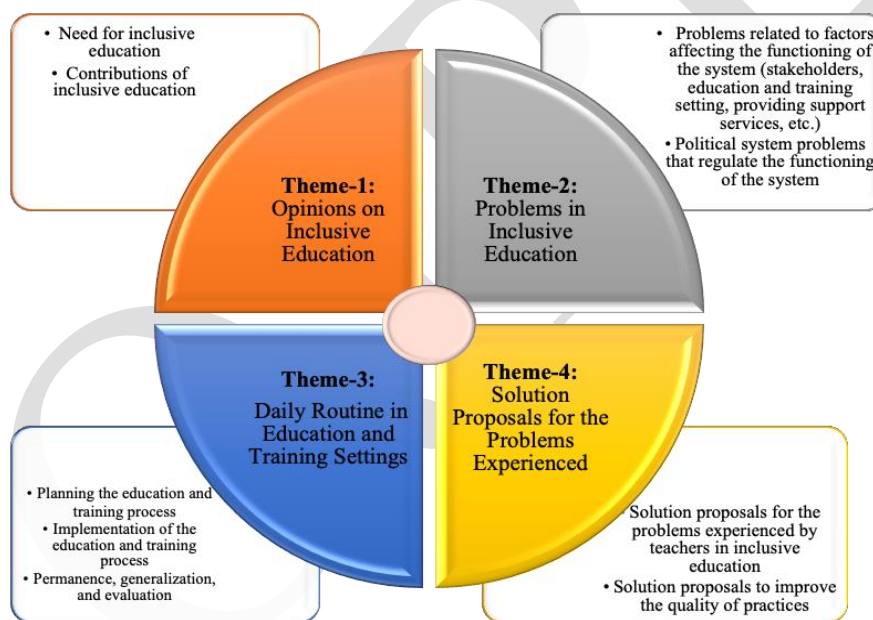 • Need for inclusive
education
• Contributions of
inclusive education
• Problems related to factors
affecting the functioning of
the system (stakeholders,
education and training
setting, providing support
services, etc.)
• Political system problems
that regulate the functioning
of the system
Theme-1:
Opinions on
Inclusive
Education
Theme-2:
Problems in
Inclusive
Education
Theme-3:
Daily Routine in
Education and
Training Settings
Theme-4:
Solution
Proposals for the
Problems
Experienced
• Planning the education and
training process
• Implementation of the
education and training
process
• Permanence, generalization,
and evaluation
• Solution proposals for the
problems experienced by
teachers in inclusive
education
• Solution proposals to improve
the quality of practices